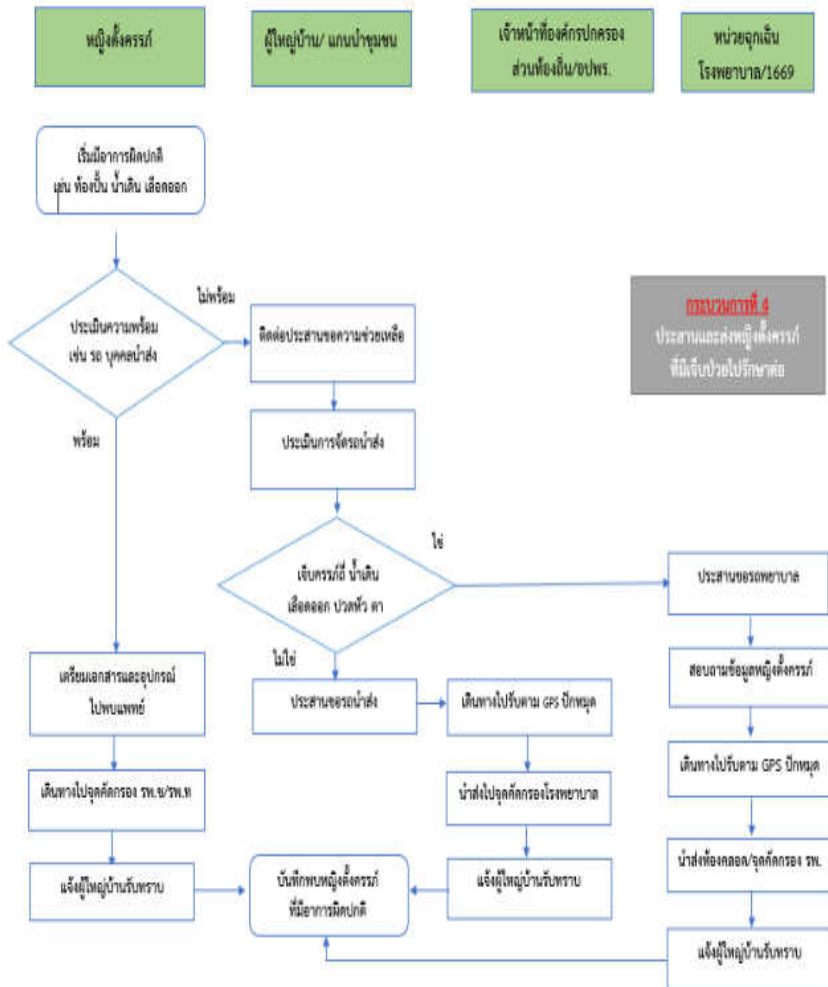 หญิงตั้งครรภ์
ผู้ใหญ่บ้าน/ แกนนำชุมชน
เจ้าหน้าที่องค์กรปกครอง
ส่วนท้องถิ่น/อปพร.
หน่วยฉุกเฉิน
โรงพยาบาล/1669
เริ่มมีอาการผิดปกติ
เช่น ท้องปั้น น้ำเดิน เลือดออก
ไม่พร้อม
ประเมินความพร้อม
เช่น รถ บุคคลนำส่ง
ติดต่อประสานขอความช่วยเหลือ
กระบวนการที่ 4
ประสานและส่งหญิงตั้งครรภ์
ที่มีเจ็บป่วยไปรักษาต่อ
พร้อม
ประเมินการจัดรถนำส่ง
ใช่
เจ็บครรภ์ถี่ น้ำเดิน
เลือดออก ปวดหัว ตา
ประสานขอรถพยาบาล
ไม่ใช่
เตรียมเอกสารและอุปกรณ์
ไปพบแพทย์
ประสานขอรถนำส่ง
เดินทางไปรับตาม GPS ปักหมุด
สอบถามข้อมูลหญิงตั้งครรภ์
เดินทางไปจุดคัดกรอง รพ.ช/รพ.ท
นำส่งไปจุดคัดกรองโรงพยาบาล
เดินทางไปรับตาม GPS ปักหมุด
แจ้งผู้ใหญ่บ้านรับทราบ
บันทึกพบหญิงตั้งครรภ์
ที่มีอาการผิดปกติ
แจ้งผู้ใหญ่บ้านรับทราบ
นำส่งห้องคลอด/จุดคัดกรอง รพ.
แจ้งผู้ใหญ่บ้านรับทราบ